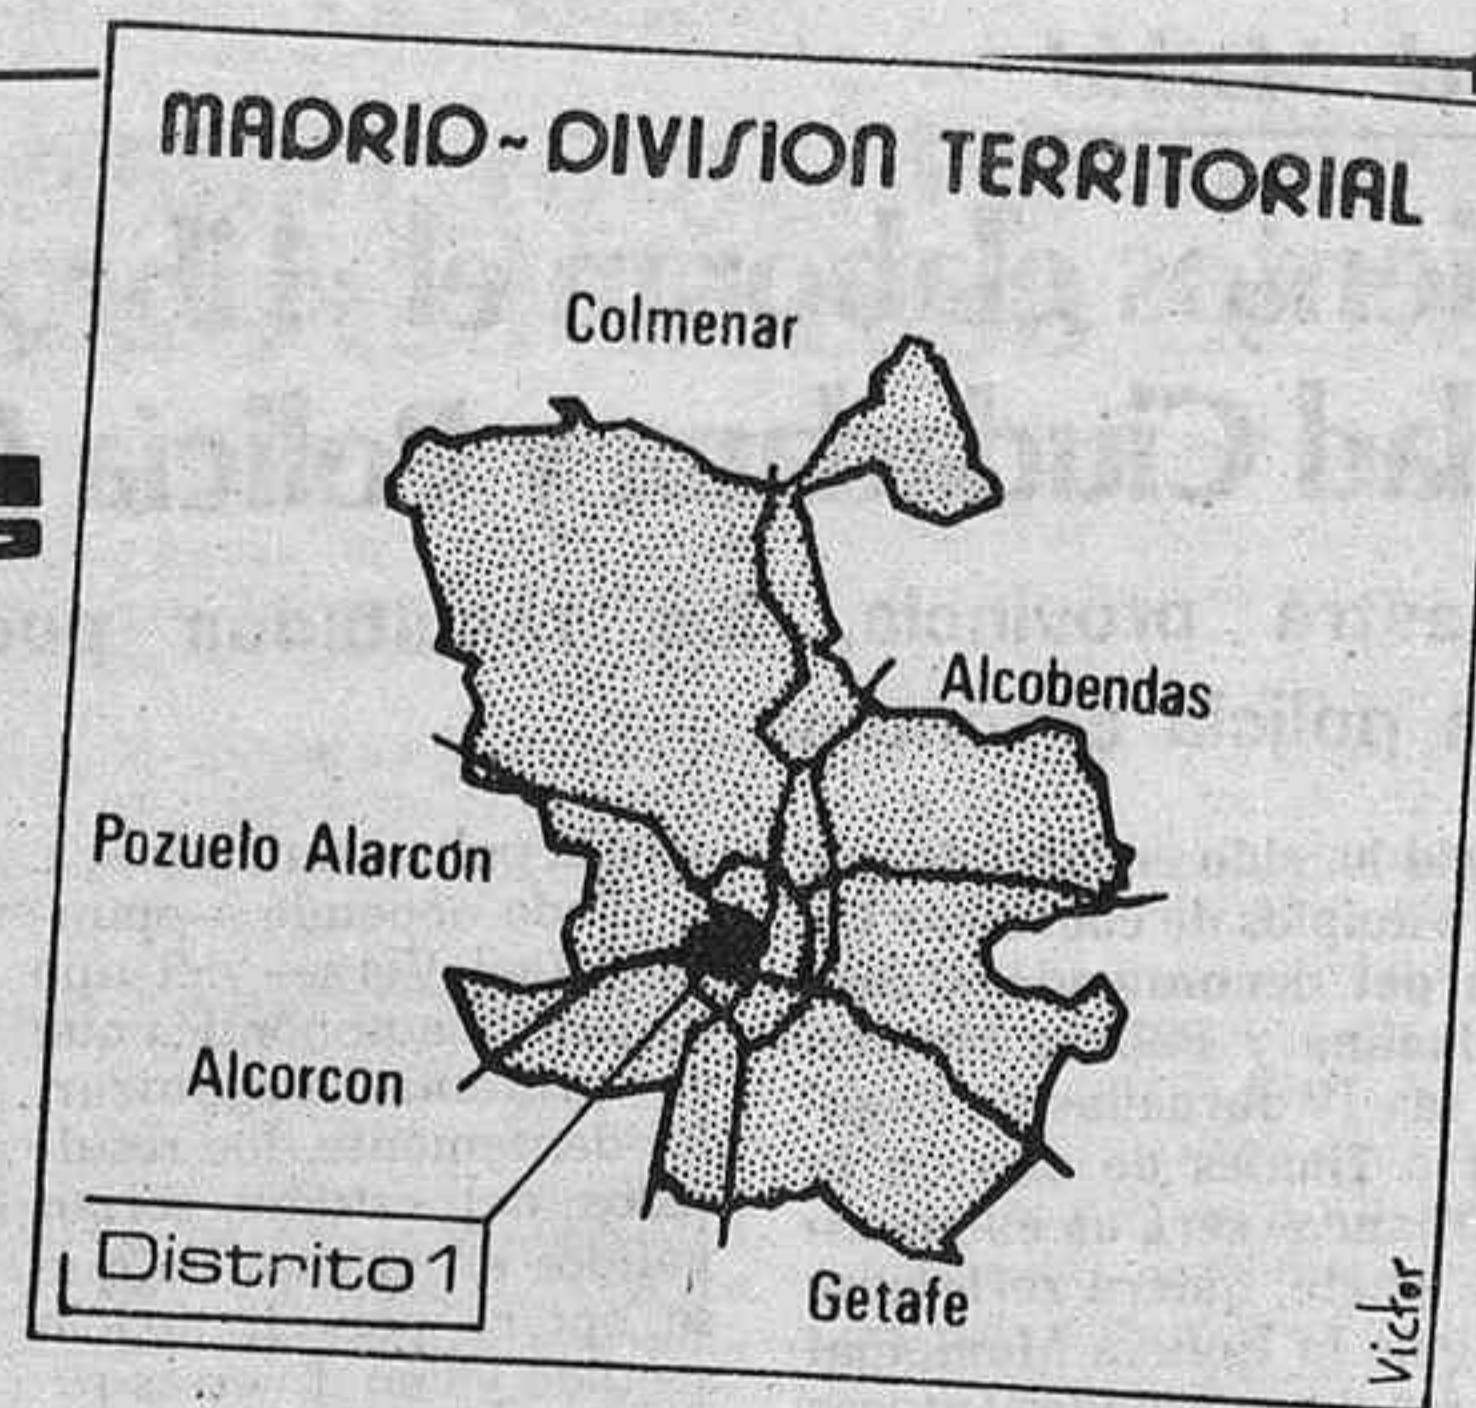 MADRID ~ DIVISION TERRITORIAL
Colmenar
Alcobendas
Pozuelo Alarcón
Alcorcon
Distrito 1
Getafe
Victor